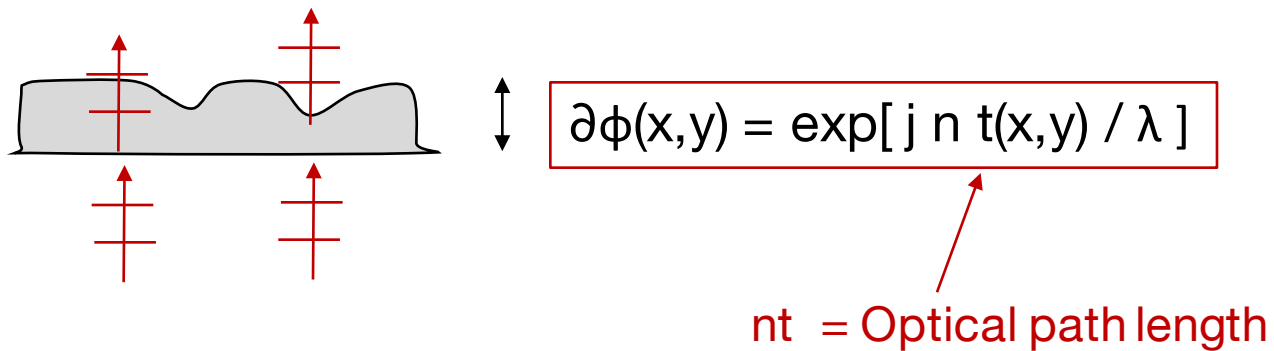 ∂ϕ(x,y) = exp[ j n t(x,y) / λ ]
nt = Optical path length